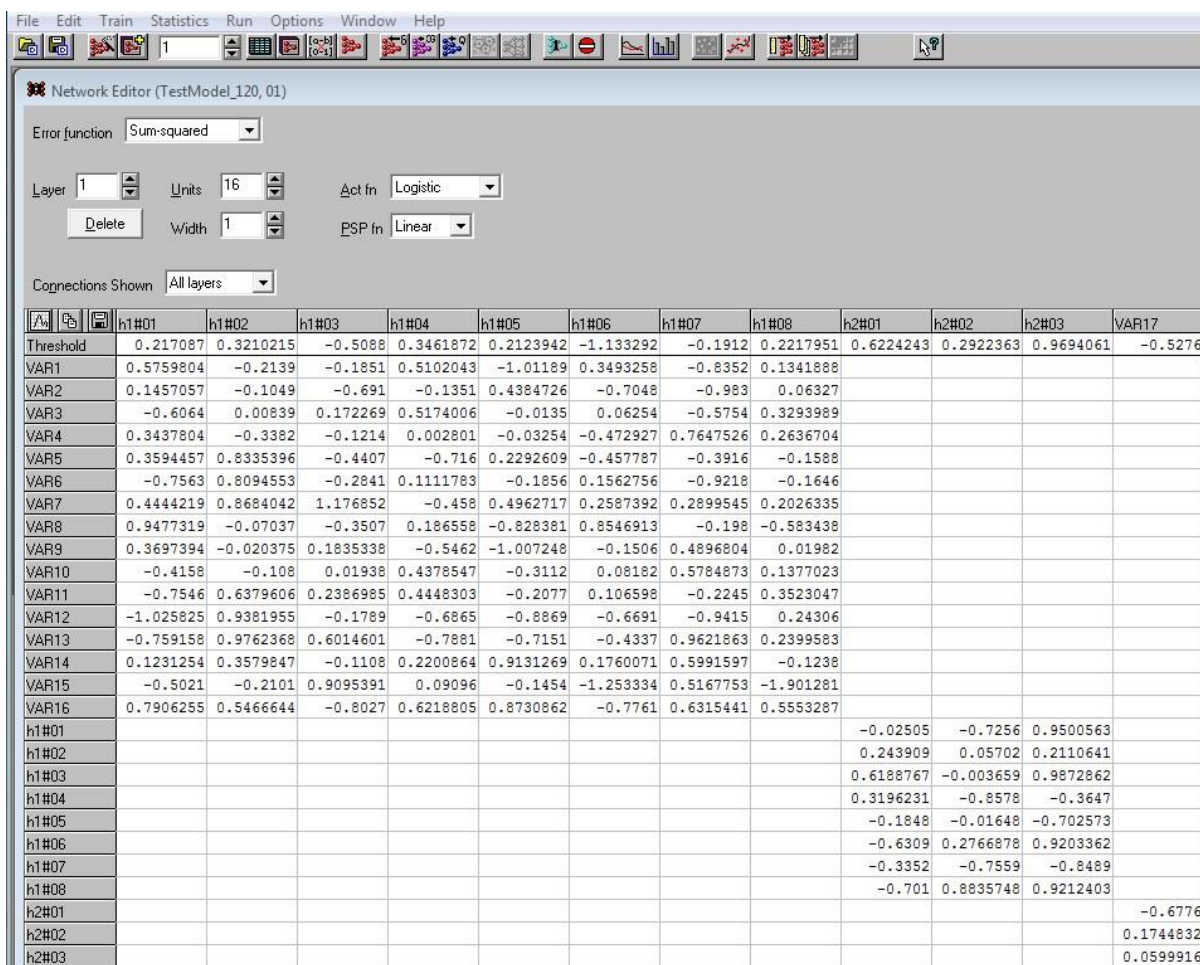 File Edit Train Statistics Run Options Window Help
1
Network Editor (TestModel_120, 01)
Error function Sum-squared
Layer 1 Units 16 Act fn Logistic
Delete Width 1 PSP fn Linear
Connections Shown All layers
h1#01 h1#02 h1#03 h1#04 h1#05 h1#06 h1#07 h1#08 h2#01 h2#02 h2#03 VAR17
Threshold 0.217087 0.3210215 -0.5088 0.3461872 0.2123942 -1.133292 -0.1912 0.2217951 0.6224243 0.2922363 0.9694061 -0.5276
VAR1 0.5759804 -0.2139 -0.1851 0.5102043 -1.01189 0.3493258 -0.8352 0.1341888
VAR2 0.1457057 -0.1049 -0.691 -0.1351 0.4384726 -0.7048 -0.983 0.06327
VAR3 -0.6064 0.00839 0.172269 0.5174006 -0.0135 0.06254 -0.5754 0.3293989
VAR4 0.3437804 -0.3382 -0.1214 0.002801 -0.03254 -0.472927 0.7647526 0.2636704
VAR5 0.3594457 0.8335396 -0.4407 -0.716 0.2292609 -0.457787 -0.3916 -0.1588
VAR6 -0.7563 0.8094553 -0.2841 0.1111783 -0.1856 0.1562756 -0.9218 -0.1646
VAR7 0.4444219 0.8684042 1.176852 -0.458 0.4962717 0.2587392 0.2899545 0.2026335
VAR8 0.9477319 -0.07037 -0.3507 0.186558 -0.828381 0.8546913 -0.198 -0.583438
VAR9 0.3697394 -0.020375 0.1835338 -0.5462 -1.007248 -0.1506 0.4896804 0.01982
VAR10 -0.4158 -0.108 0.01938 0.4378547 -0.3112 0.08182 0.5784873 0.1377023
VAR11 -0.7546 0.6379606 0.2386985 0.4448303 -0.2077 0.106598 -0.2245 0.3523047
VAR12 -1.025825 0.9381955 -0.1789 -0.6865 -0.8869 -0.6691 -0.9415 0.24306
VAR13 -0.759158 0.9762368 0.6014601 -0.7881 -0.7151 -0.4337 0.9621863 0.2399583
VAR14 0.1231254 0.3579847 -0.1108 0.2200864 0.9131269 0.1760071 0.5991597 -0.1238
VAR15 -0.5021 -0.2101 0.9095391 0.09096 -0.1454 -1.253334 0.5167753 -1.901281
VAR16 0.7906255 0.5466644 -0.8027 0.6218805 0.8730862 -0.7761 0.6315441 0.5553287
h1#01 -0.02505 -0.7256 0.9500563
h1#02 0.243909 0.05702 0.2110641
h1#03 0.6188767 -0.003659 0.9872862
h1#04 0.3196231 -0.8578 -0.3647
h1#05 -0.1848 -0.01648 -0.702573
h1#06 -0.6309 0.2766878 0.9203362
h1#07 -0.3352 -0.7559 -0.8489
h1#08 -0.701 0.8835748 0.9212403
h2#01 -0.6776
h2#02 0.1744832
h2#03 0.0599916